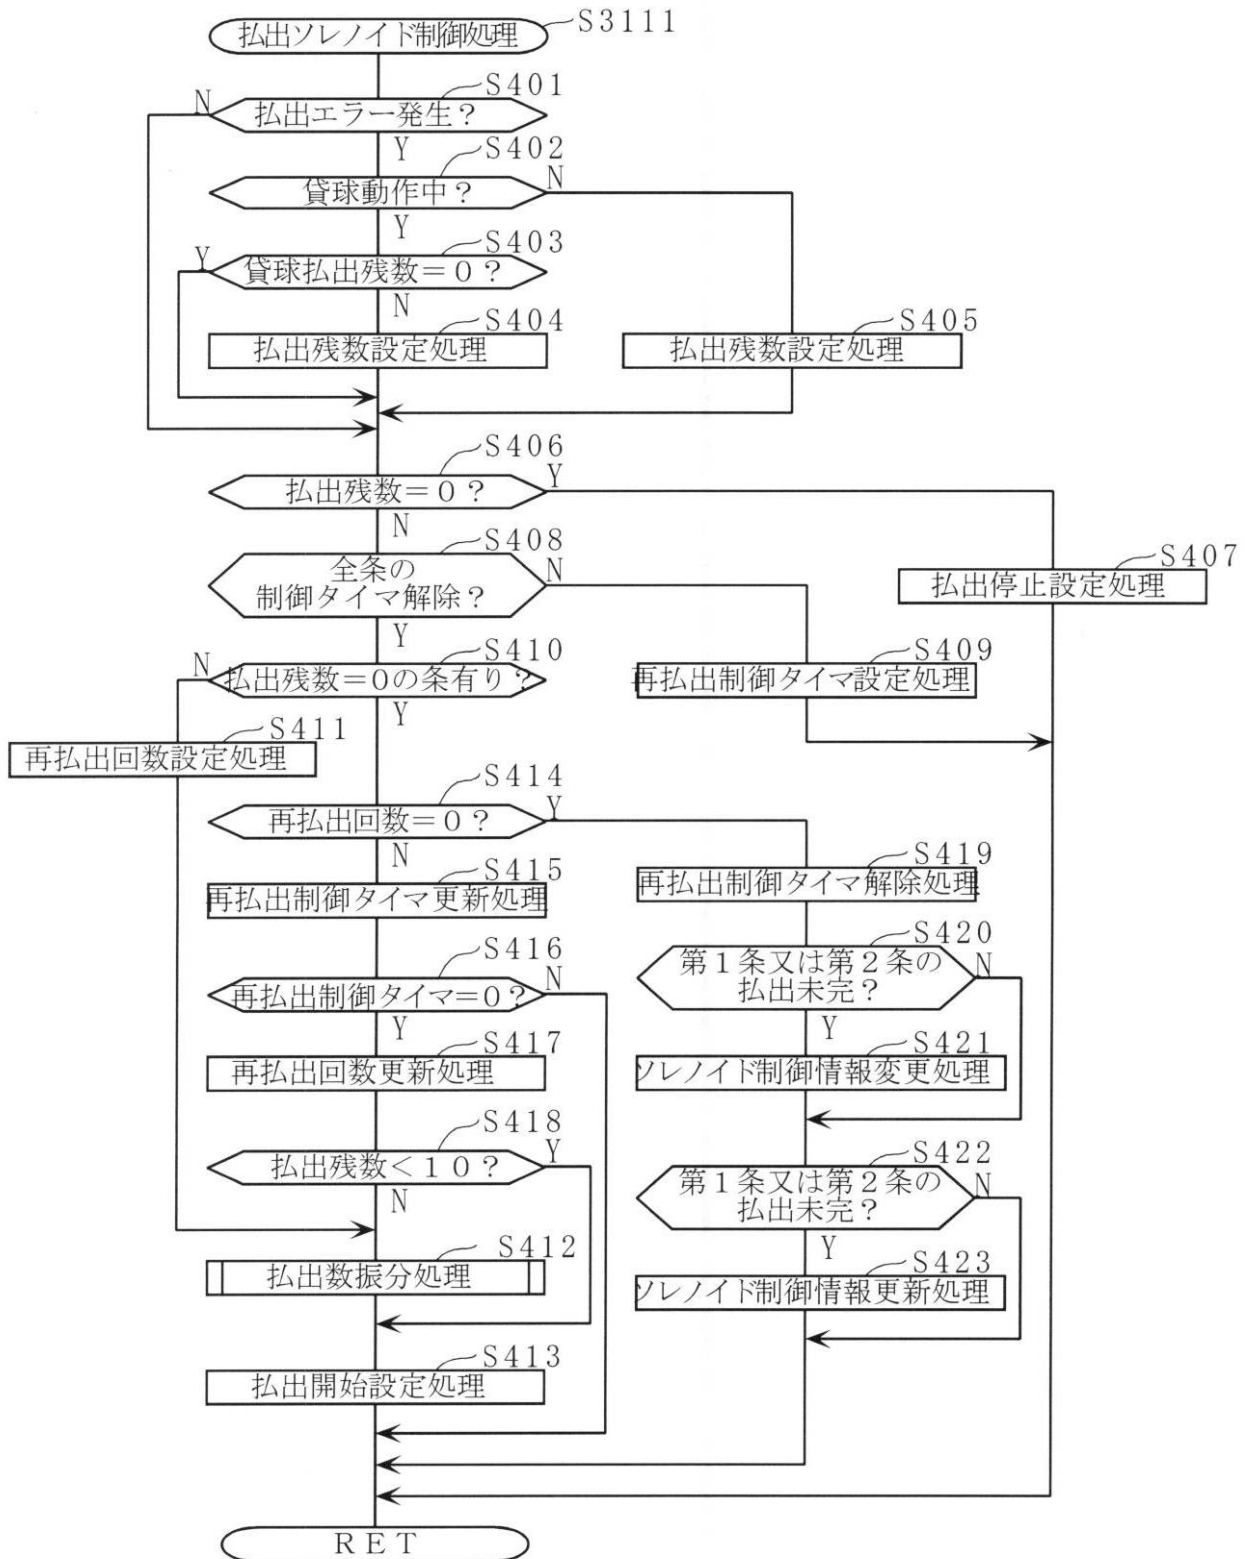 払出ソレノイド制御処理
S3111
S401
N
払出エラー発生？
Y
S402
貸球動作中？
N
Y
S403
Y
貸球払出残数＝０？
N
S404
払出残数設定処理
S405
払出残数設定処理
S406
払出残数＝０？
Y
N
S408
全条の
制御タイマ解除？
N
S407
払出停止設定処理
Y
S410
N
払出残数＝0の条有り？
S409
再払出制御タイマ設定処理
Y
S411
再払出回数設定処理
S414
再払出回数＝０？
Y
N
S415
再払出制御タイマ更新処理
S419
再払出制御タイマ解除処理
S416
再払出制御タイマ＝０？
N
S420
第１条又は第２条の
払出未完？
N
Y
S417
再払出回数更新処理
Y
S421
ソレノイド制御情報変更処理
S418
払出残数＜１０？
Y
S422
第１条又は第２条の
払出未完？
N
N
S412
払出数振分処理
Y
S423
ソレノイド制御情報更新処理
S413
払出開始設定処理
ＲＥＴ